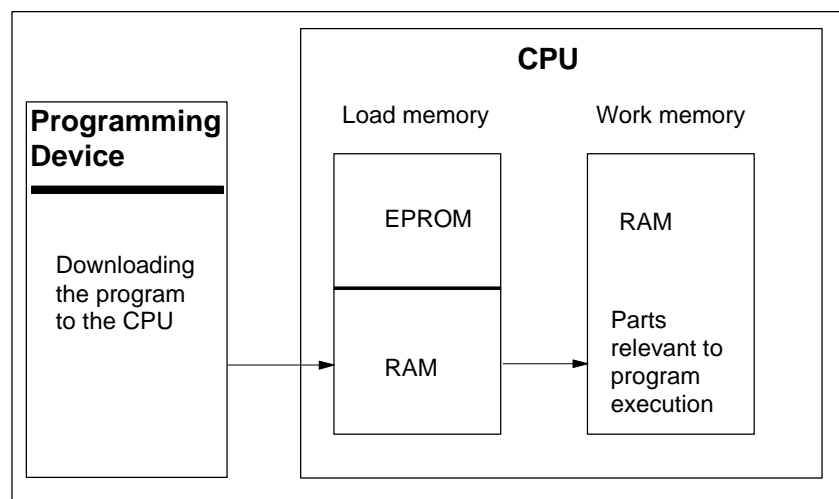 CPU
Programming
Device
Downloading
the program
to the CPU
Load memory
EPROM
RAM
Work memory
RAM
Parts
relevant to
program
execution